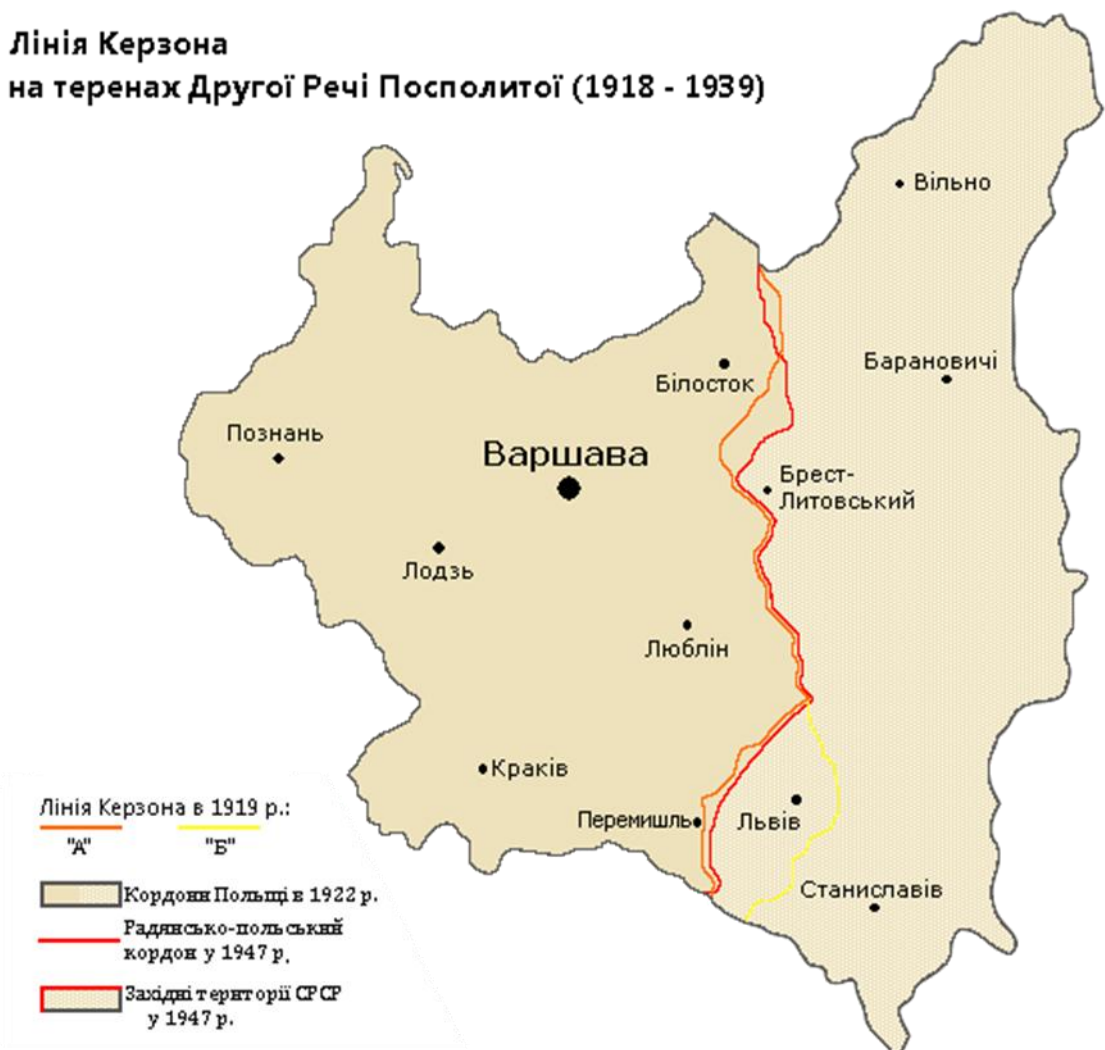 Лінія Керзона
на теренах Другої Речі Посполитої (1918 - 1939)
Вільно
Барановичі
Білосток
Познань
Варшава
Брест-
Литовський
Лодзь
Люблін
Краків
Перемишль
Львів
Станиславів
Лінія Керзона в 1919 р.:
"А" "Б"
Кордони Польщі в 1922 р.
Радянсько-польський
кордон у 1947 р.
Західні території СРСР
у 1947 р.